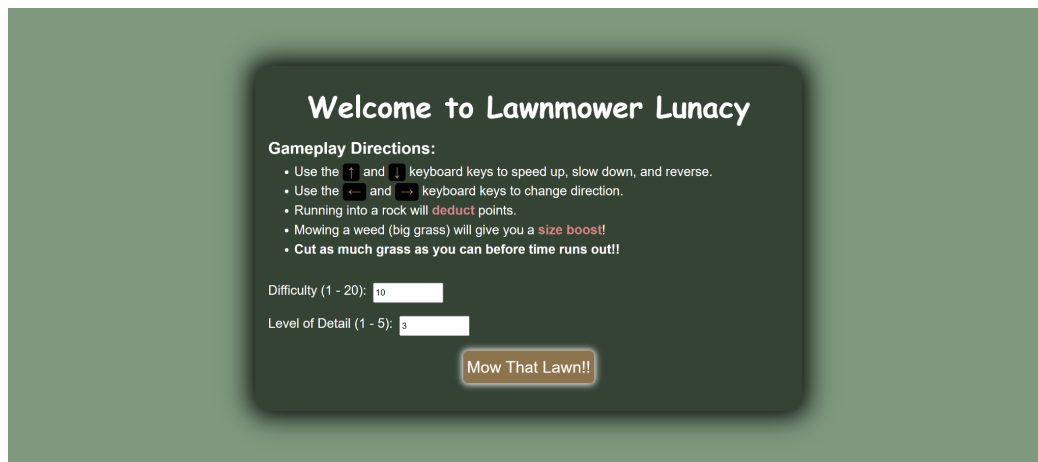 Welcome to Lawnmower Lunacy
Gameplay Directions:
• Use the ↑ and ↓ keyboard keys to speed up, slow down, and reverse.
• Use the ← and → keyboard keys to change direction.
• Running into a rock will deduct points.
• Mowing a weed (big grass) will give you a size boost!
• Cut as much grass as you can before time runs out!!
Difficulty (1 - 20): 10
Level of Detail (1 - 5): 3
Mow That Lawn!!